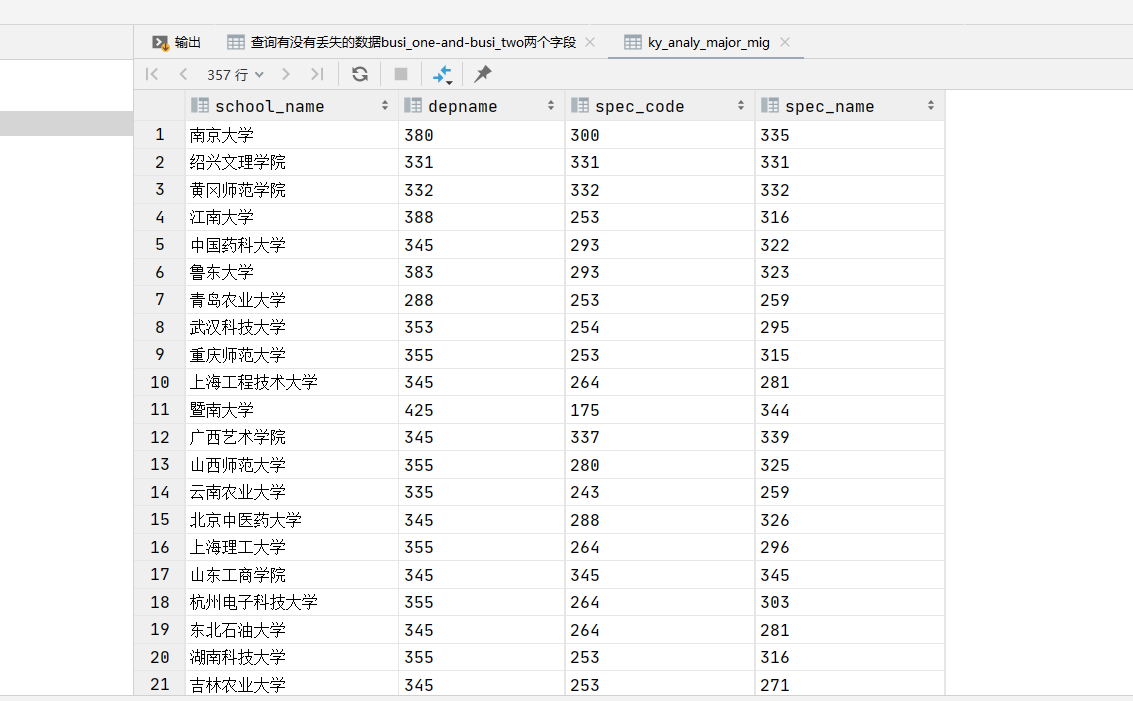 输出 查询有没有丢失的数据busi_one-and-busi_two两个字段 ky_analy_major_mig
357 行
school_name depname spec_code spec_name
1 南京大学 380 300 335
2 绍兴文理学院 331 331 331
3 黄冈师范学院 332 332 332
4 江南大学 388 253 316
5 中国药科大学 345 293 322
6 鲁东大学 383 293 323
7 青岛农业大学 288 253 259
8 武汉科技大学 353 254 295
9 重庆师范大学 355 253 315
10 上海工程技术大学 345 264 281
11 暨南大学 425 175 344
12 广西艺术学院 345 337 339
13 山西师范大学 355 280 325
14 云南农业大学 335 243 259
15 北京中医药大学 345 288 326
16 上海理工大学 355 264 296
17 山东工商学院 345 345 345
18 杭州电子科技大学 355 264 303
19 东北石油大学 345 264 281
20 湖南科技大学 355 253 316
21 吉林农业大学 345 253 271